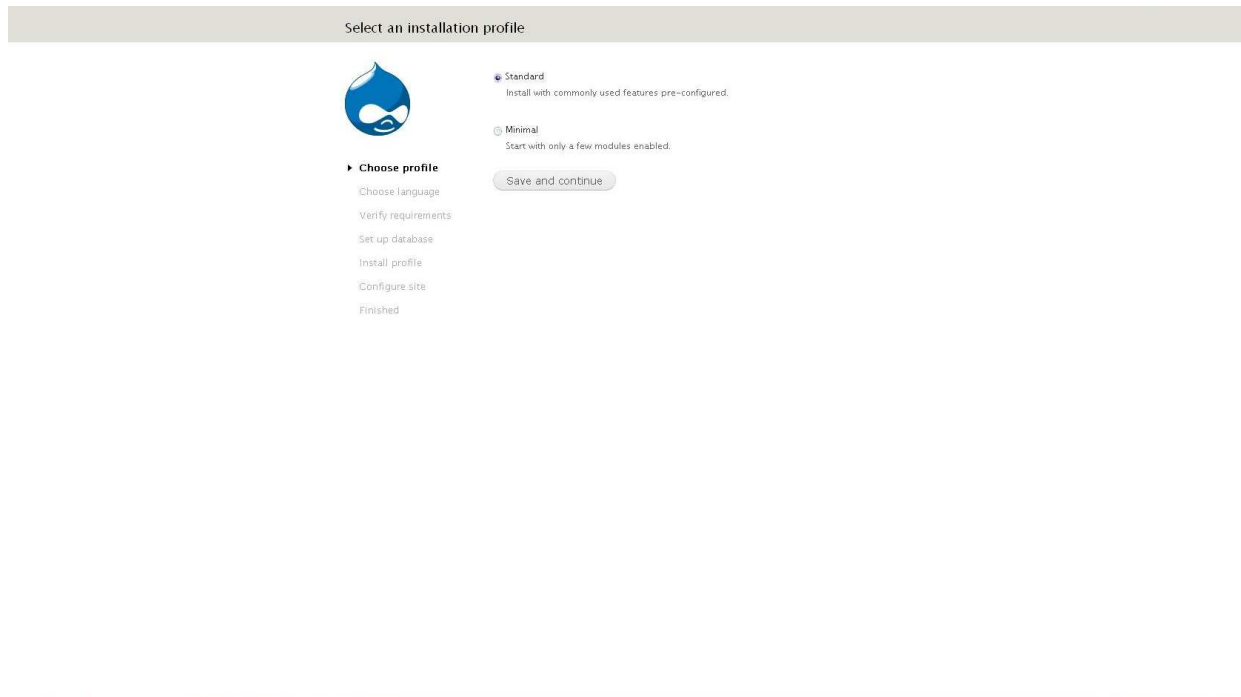 Select an installation profile
Choose profile
Choose language
Verify requirements
Set up database
Install profile
Configure site
Finished
Standard
Install with commonly used features pre-configured.
Minimal
Start with only a few modules enabled.
Save and continue